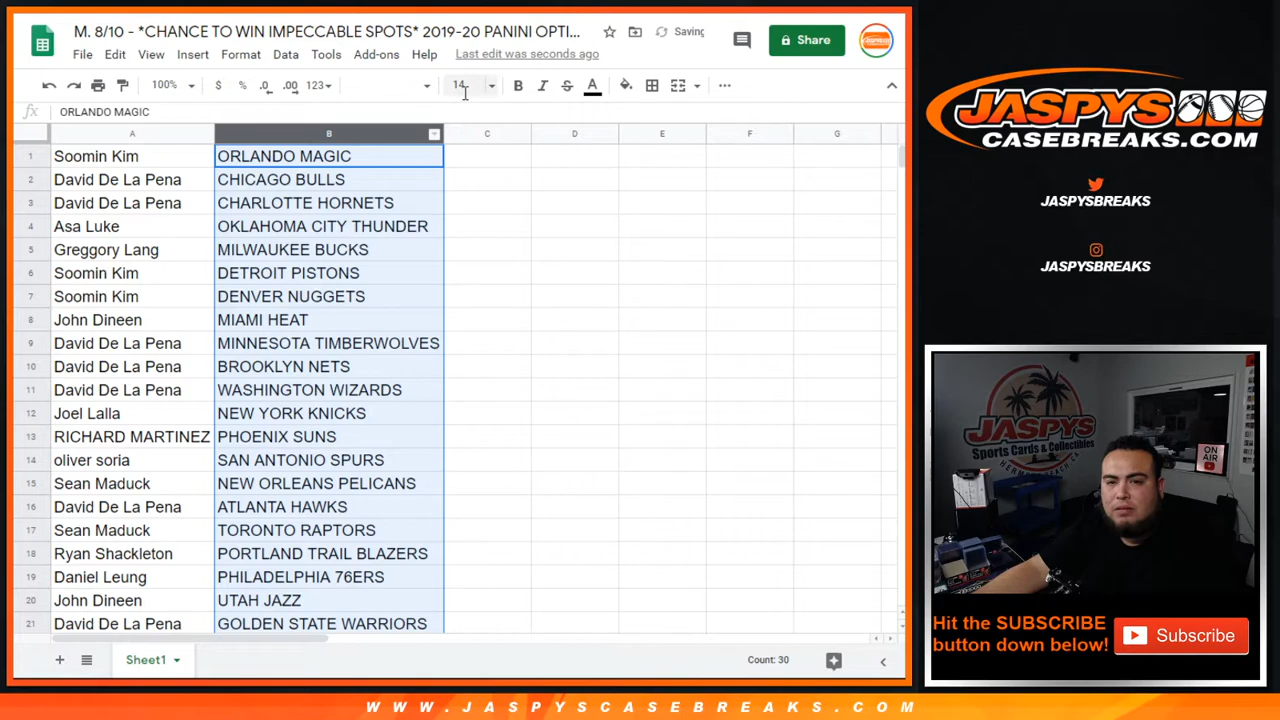 M. 8/10 - *CHANCE TO WIN IMPECCABLE SPOTS* 2019-20 PANINI OPTI...
Saving
Share
File Edit View Insert Format Data Tools Add-ons Help Last edit was seconds ago
100% $ % .0 .00 123 14 B I S A
fx ORLANDO MAGIC
A B C D E F G
1 Soomin Kim ORLANDO MAGIC
2 David De La Pena CHICAGO BULLS
3 David De La Pena CHARLOTTE HORNETS
4 Asa Luke OKLAHOMA CITY THUNDER
5 Greggory Lang MILWAUKEE BUCKS
6 Soomin Kim DETROIT PISTONS
7 Soomin Kim DENVER NUGGETS
8 John Dineen MIAMI HEAT
9 David De La Pena MINNESOTA TIMBERWOLVES
10 David De La Pena BROOKLYN NETS
11 David De La Pena WASHINGTON WIZARDS
12 Joel Lalla NEW YORK KNICKS
13 RICHARD MARTINEZ PHOENIX SUNS
14 oliver soria SAN ANTONIO SPURS
15 Sean Maduck NEW ORLEANS PELICANS
16 David De La Pena ATLANTA HAWKS
17 Sean Maduck TORONTO RAPTORS
18 Ryan Shackleton PORTLAND TRAIL BLAZERS
19 Daniel Leung PHILADELPHIA 76ERS
20 John Dineen UTAH JAZZ
21 David De La Pena GOLDEN STATE WARRIORS
Sheet1
Count: 30
JASPYS
CASEBREAKS.COM
JASPYSBREAKS
JASPYSBREAKS
JASPYS
Sports Cards & Collectibles
ON
AIR
Hit the SUBSCRIBE
button down below!
Subscribe
WWW.JASPYSCASEBREAKS.COM